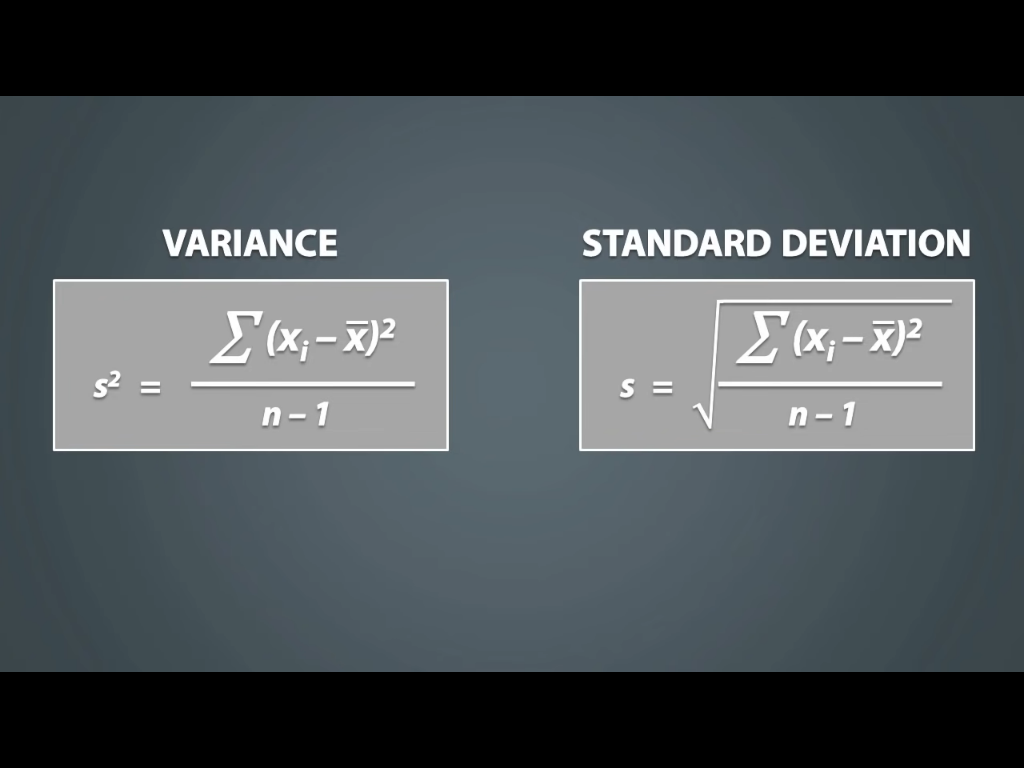 VARIANCE
s² = ∑(xᵢ – x̅)² / n – 1
STANDARD DEVIATION
s = √(∑(xᵢ – x̅)² / n – 1)